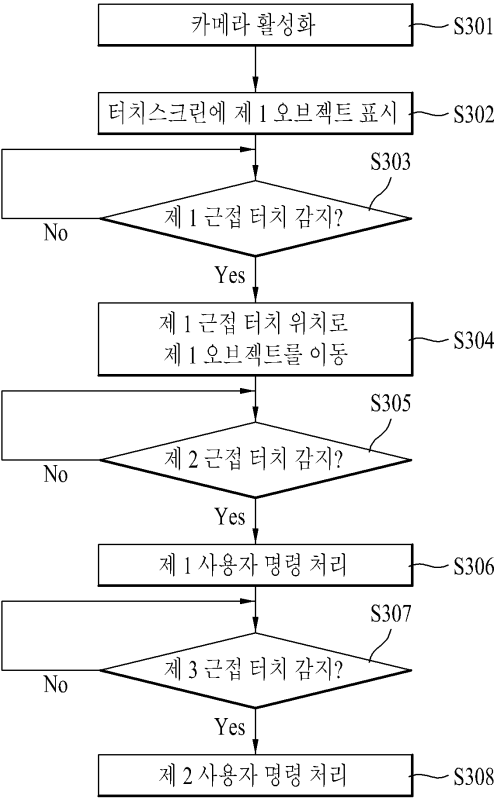 카메라 활성화
S301
터치스크린에 제 1 오브젝트 표시
S302
S303
제 1 근접 터치 감지?
No
Yes
제 1 근접 터치 위치로
제 1 오브젝트를 이동
S304
S305
제 2 근접 터치 감지?
No
Yes
제 1 사용자 명령 처리
S306
S307
제 3 근접 터치 감지?
No
Yes
제 2 사용자 명령 처리
S308